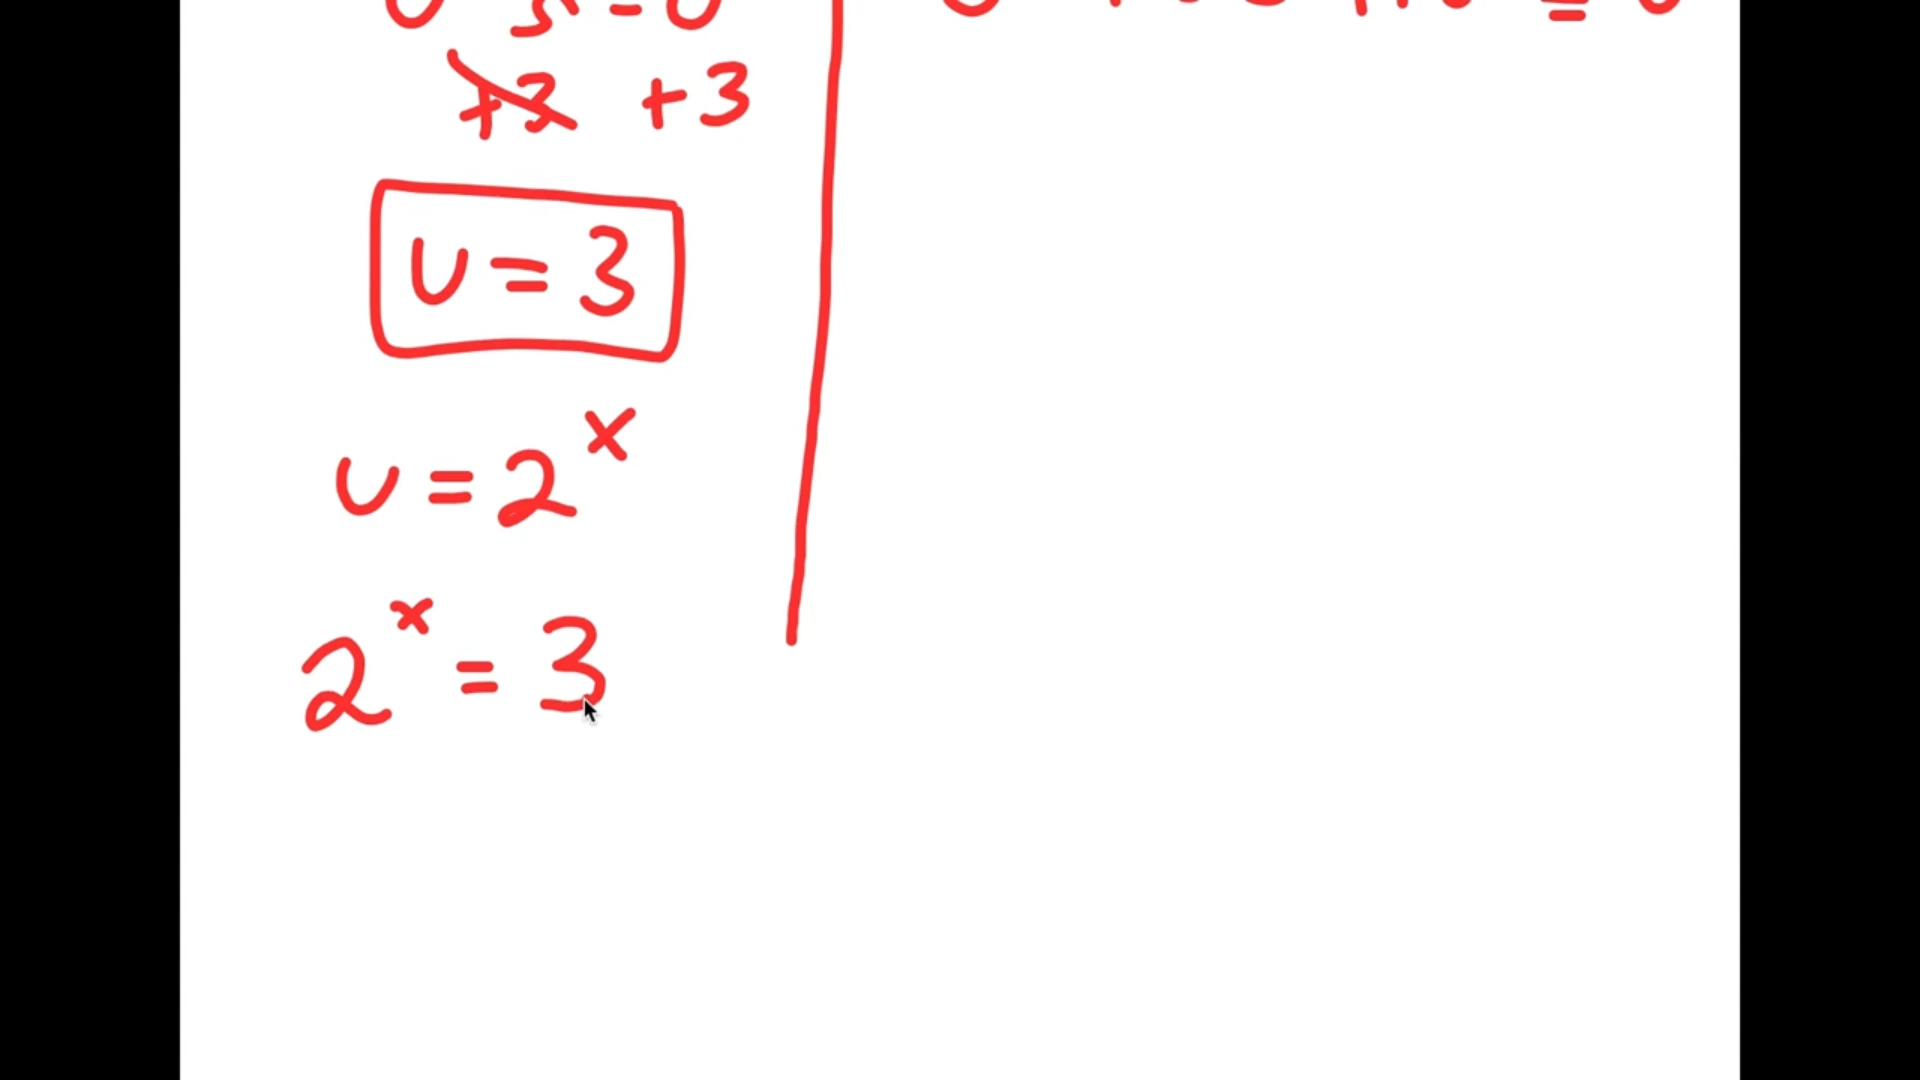 +3 +3
u = 3
u = 2^x
2^x = 3